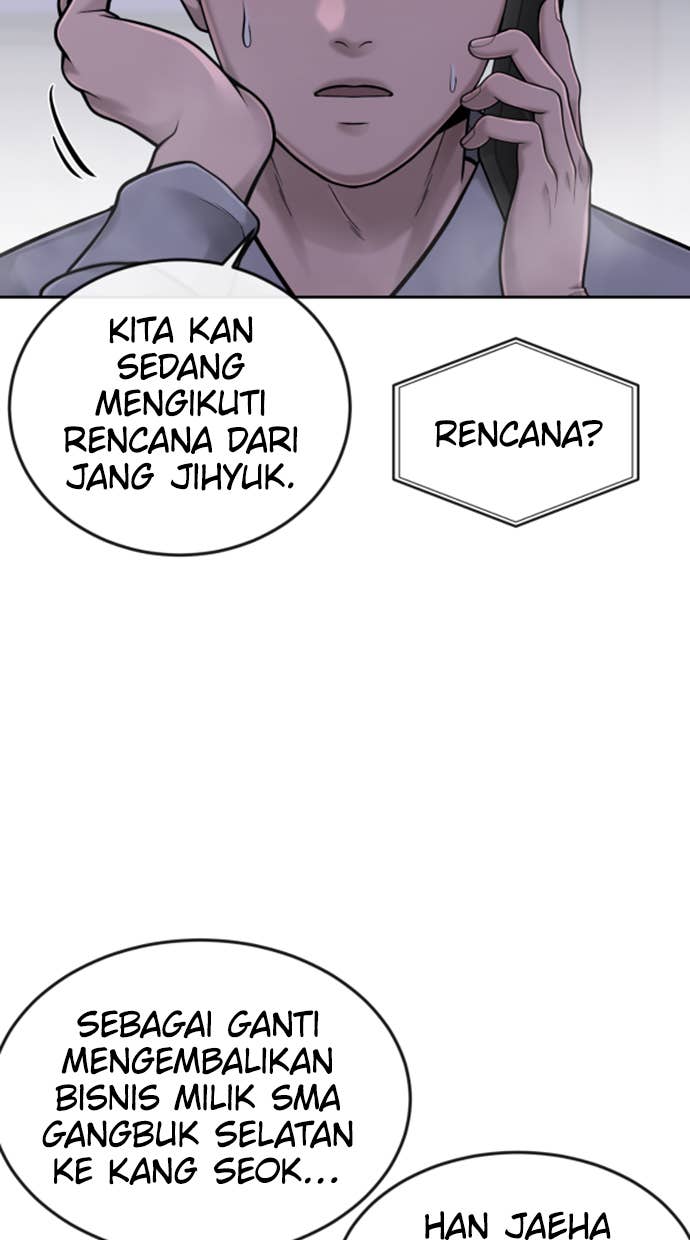 KITA KAN
SEDANG
MENGIKUTI
RENCANA DARI
JANG JIHYUK.
RENCANA?
SEBAGAI GANTI
MENGEMBALIKAN
BISNIS MILIK SMA
GANGBUK SELATAN
KE KANG SEOK...
HAN JAEHA